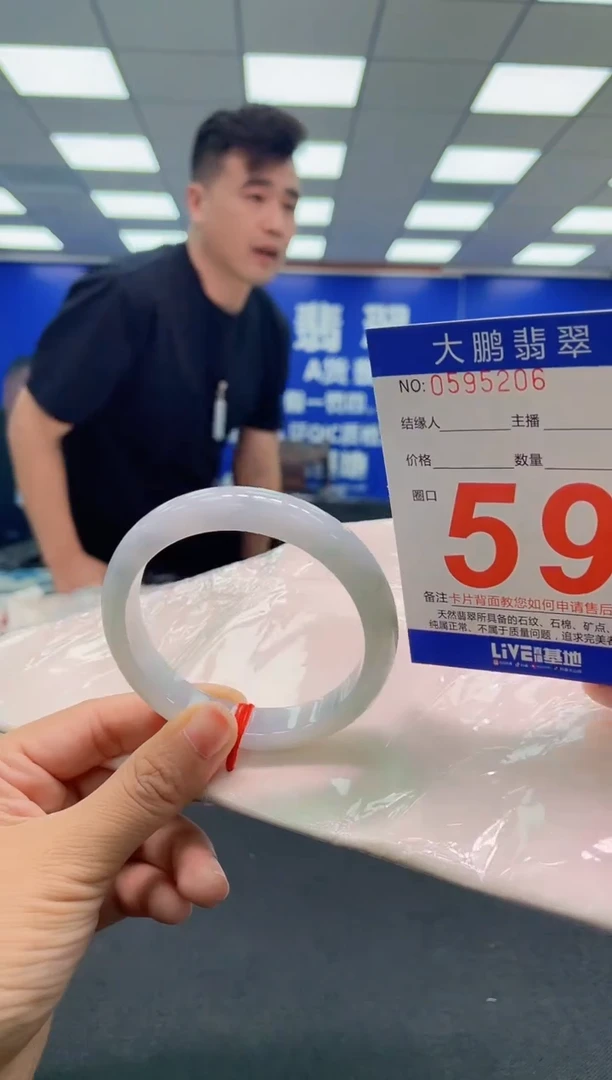 翡翠
大鹏翡翠
NO: 0595206
结缘人 主播
价格 数量
圈口
59
备注卡片背面教您如何申请售后
天然翡翠所具备的石纹、石棉、矿点、
纯属正常、不属于质量问题，追求完美者
LiVE 基地